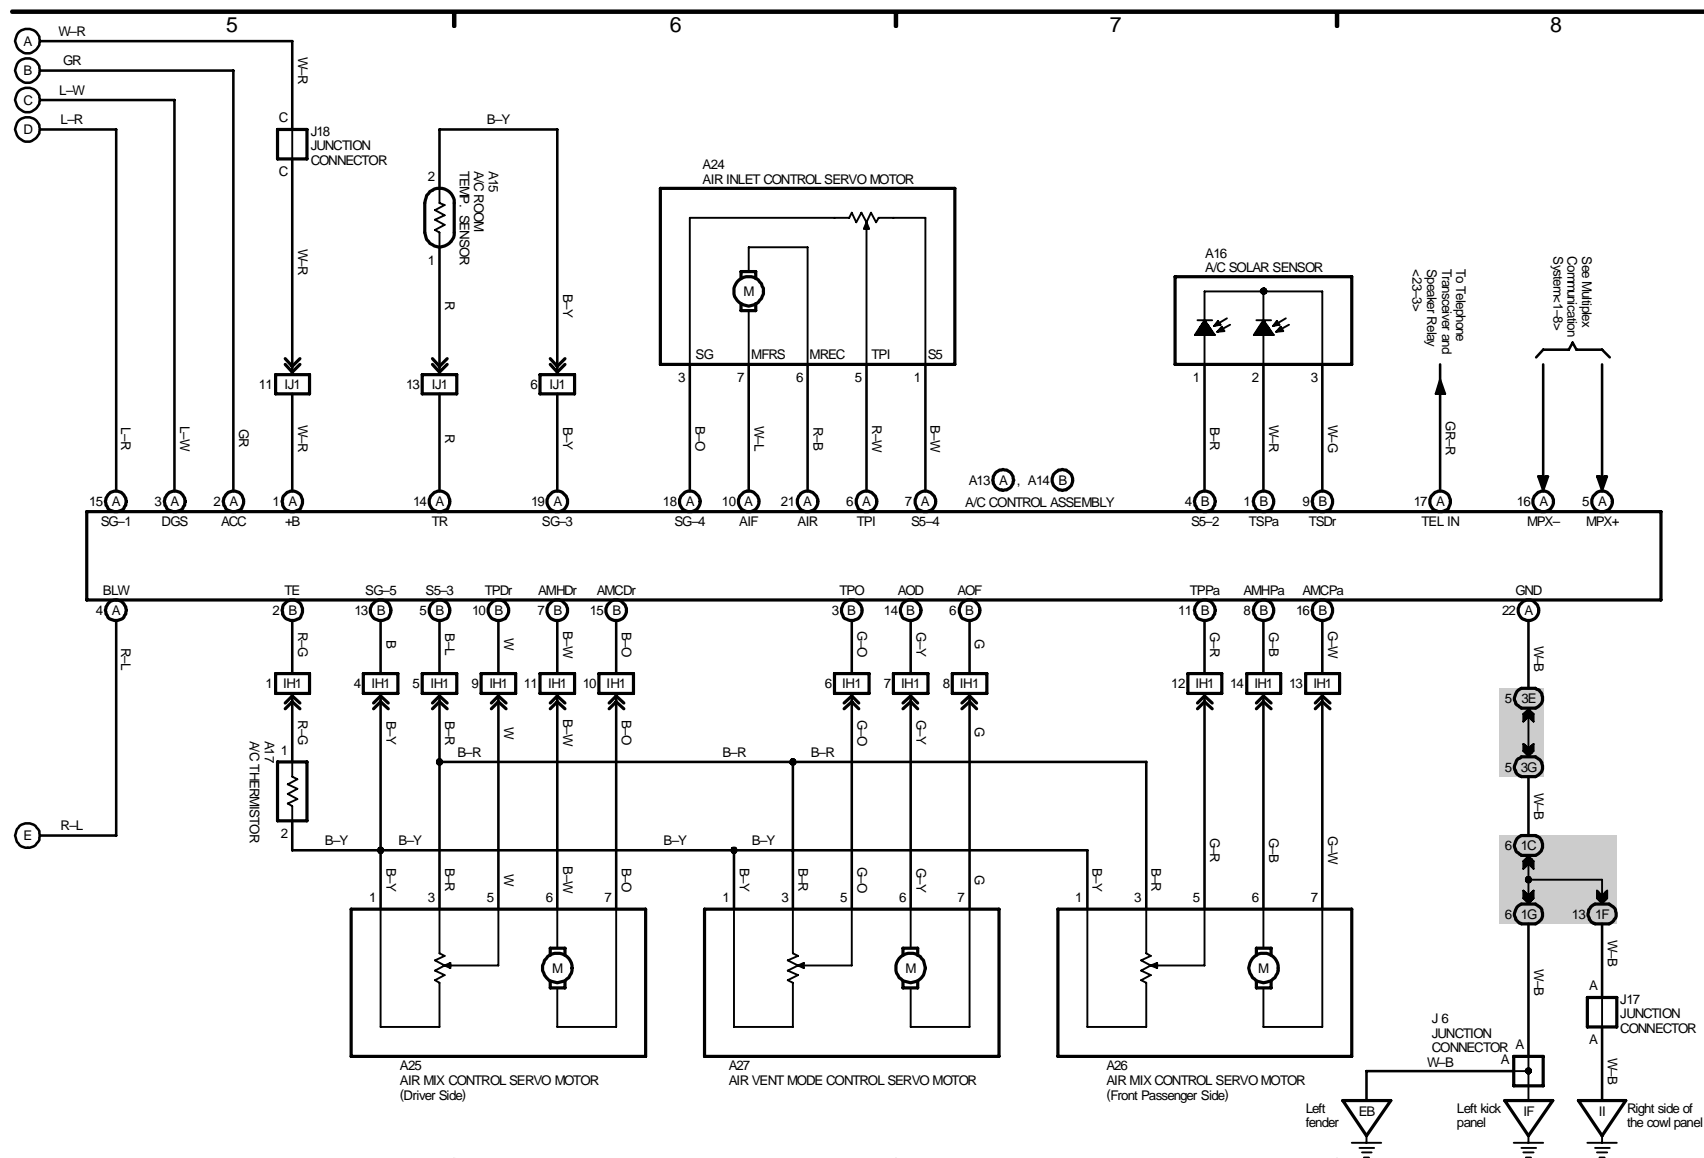 5 6 7 8
A W–R
B GR
C L–W
D L–R
W–R
C
J18
JUNCTION
CONNECTOR
C
B–Y
2
A15
A/C ROOM
TEMP. SENSOR
1
A24
AIR INLET CONTROL SERVO MOTOR
M
SG MFRS MREC TPI S5
3 7 6 5 1
A16
A/C SOLAR SENSOR
1 2 3
To Telephone
Transceiver and
Speaker Relay
<23–3>
See Multiplex
Communication
System<1–8>
W–R R B–Y
11 IJ1 13 IJ1 6 IJ1
L–R L–W GR W–R R B–Y B–O W–L R–B R–W B–W B–R W–R W–G GR–R
A13 A , A14 B
A/C CONTROL ASSEMBLY
15 A 3 A 2 A 1 A 14 A 19 A 18 A 10 A 21 A 6 A 7 A 4 B 1 B 9 B 17 A 16 A 5 A
SG–1 DGS ACC +B TR SG–3 SG–4 AIF AIR TPI S5–4 S5–2 TSPa TSDr TEL IN MPX– MPX+
BLW TE SG–5 S5–3 TPDr AMHDr AMCDr TPO AOD AOF TPPa AMHPa AMCPa GND
4 A 2 B 13 B 5 B 10 B 7 B 15 B 3 B 14 B 6 B 11 B 8 B 16 B 22 A
R–L R–G B B–L W B–W B–O G–O G–Y G G–R G–B G–W W–B
1 IH1 4 IH1 5 IH1 9 IH1 11 IH1 10 IH1 6 IH1 7 IH1 8 IH1 12 IH1 14 IH1 13 IH1
5 3E
R–G B–Y B–R W B–W B–O G–O G–Y G
A17
A/C THERMISTOR
1
2
B–R B–R B–R
5 3G
W–B
E R–L
B–Y B–Y B–Y B–Y
G–R G–B G–W
6 1C
6 1G 13 1F
B–Y B–R W B–W B–O B–Y B–R G–O G–Y G B–Y B–R
1 3 5 6 7 1 3 5 6 7 1 3 5 6 7
M M M
W–B W–B
A
J17
JUNCTION
CONNECTOR
A
J 6
JUNCTION
CONNECTOR
A
A
W–B
W–B
A25
AIR MIX CONTROL SERVO MOTOR
(Driver Side)
A27
AIR VENT MODE CONTROL SERVO MOTOR
A26
AIR MIX CONTROL SERVO MOTOR
(Front Passenger Side)
Left
fender
EB
Left kick
panel
IF
II
Right side of
the cowl panel